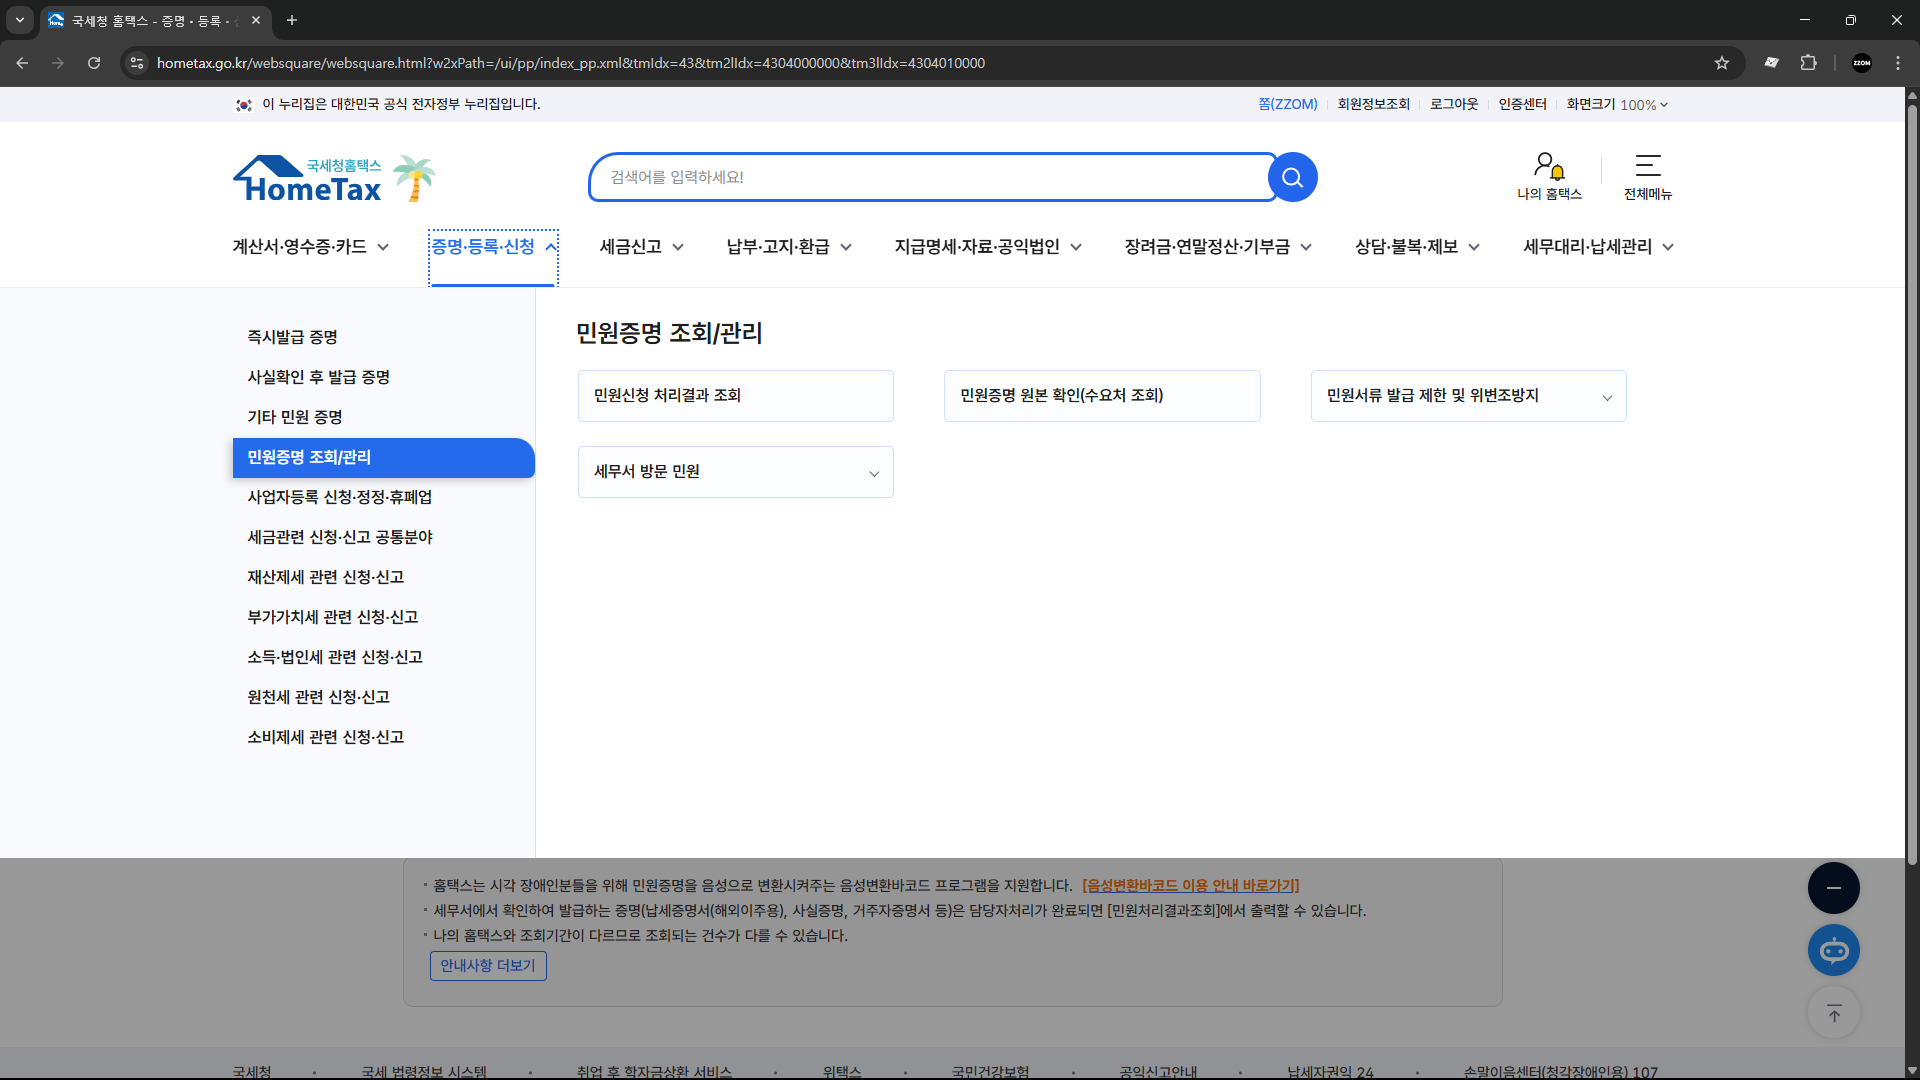 국세청 홈택스 - 증명 · 등록 ·
hometax.go.kr/websquare/websquare.html?w2xPath=/ui/pp/index_pp.xml&tmIdx=43&tm2lIdx=4304000000&tm3lIdx=4304010000
ZZOM
이 누리집은 대한민국 공식 전자정부 누리집입니다.
쫌(ZZOM) 회원정보조회 로그아웃 인증센터 화면크기 100%
국세청홈택스
HomeTax
검색어를 입력하세요!
나의 홈택스 전체메뉴
계산서·영수증·카드 증명·등록·신청 세금신고 납부·고지·환급 지급명세·자료·공익법인 장려금·연말정산·기부금 상담·불복·제보 세무대리·납세관리
즉시발급 증명
사실확인 후 발급 증명
기타 민원 증명
민원증명 조회/관리
사업자등록 신청·정정·휴폐업
세금관련 신청·신고 공통분야
재산제세 관련 신청·신고
부가가치세 관련 신청·신고
소득·법인세 관련 신청·신고
원천세 관련 신청·신고
소비제세 관련 신청·신고
민원증명 조회/관리
민원신청 처리결과 조회 민원증명 원본 확인(수요처 조회) 민원서류 발급 제한 및 위변조방지
세무서 방문 민원
홈택스는 시각 장애인분들을 위해 민원증명을 음성으로 변환시켜주는 음성변환바코드 프로그램을 지원합니다. [음성변환바코드 이용 안내 바로가기]
세무서에서 확인하여 발급하는 증명(납세증명서(해외이주용), 사실증명, 거주자증명서 등)은 담당자처리가 완료되면 [민원처리결과조회]에서 출력할 수 있습니다.
나의 홈택스와 조회기간이 다르므로 조회되는 건수가 다를 수 있습니다.
안내사항 더보기
국세청 · 국세 법령정보 시스템 · 취업 후 학자금상환 서비스 · 위택스 · 국민건강보험 · 공익신고안내 · 납세자권익 24 · 손말이음센터(청각장애인용) 107